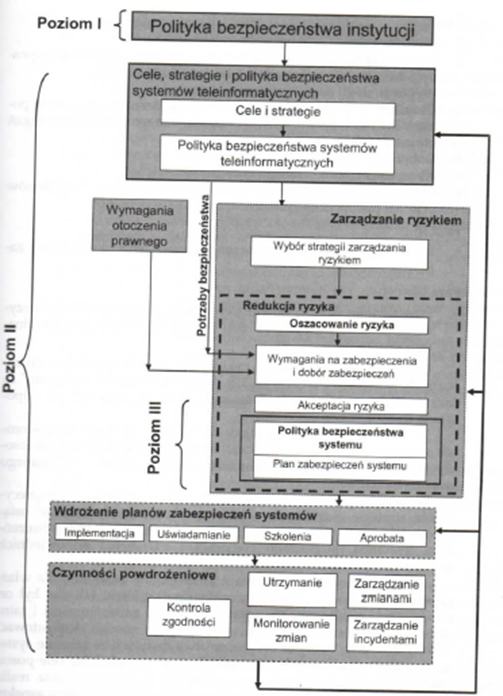 Poziom I
Polityka bezpieczeństwa instytucji
Cele, strategie i polityka bezpieczeństwa
systemów teleinformatycznych
Cele i strategie
Polityka bezpieczeństwa systemów
teleinformatycznych
Wymagania
otoczenia
prawnego
Potrzeby bezpieczeństwa
Zarządzanie ryzykiem
Wybór strategii zarządzania
ryzykiem
Redukcja ryzyka
Oszacowanie ryzyka
Wymagania na zabezpieczenia
i dobór zabezpieczeń
Poziom II
Poziom III
Akceptacja ryzyka
Polityka bezpieczeństwa
systemu
Plan zabezpieczeń systemu
Wdrożenie planów zabezpieczeń systemów
Implementacja
Uświadamianie
Szkolenia
Aprobata
Czynności powdrożeniowe
Kontrola
zgodności
Utrzymanie
Zarządzanie
zmianami
Monitorowanie
zmian
Zarządzanie
incydentami